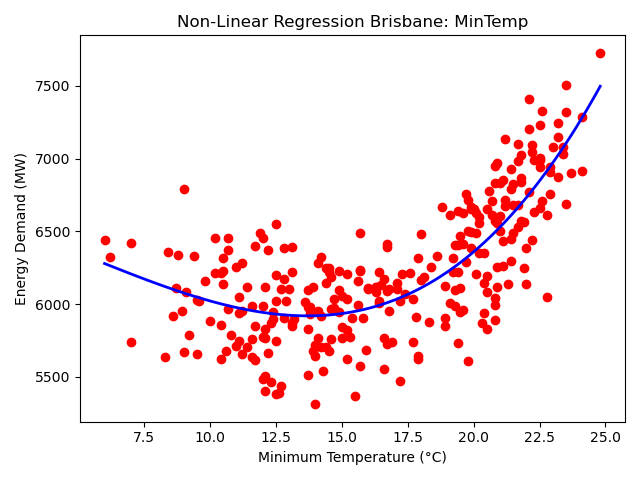 Non-Linear Regression Brisbane: MinTemp
Energy Demand (MW)
7500
7000
6500
6000
5500
7.5 10.0 12.5 15.0 17.5 20.0 22.5 25.0
Minimum Temperature (°C)